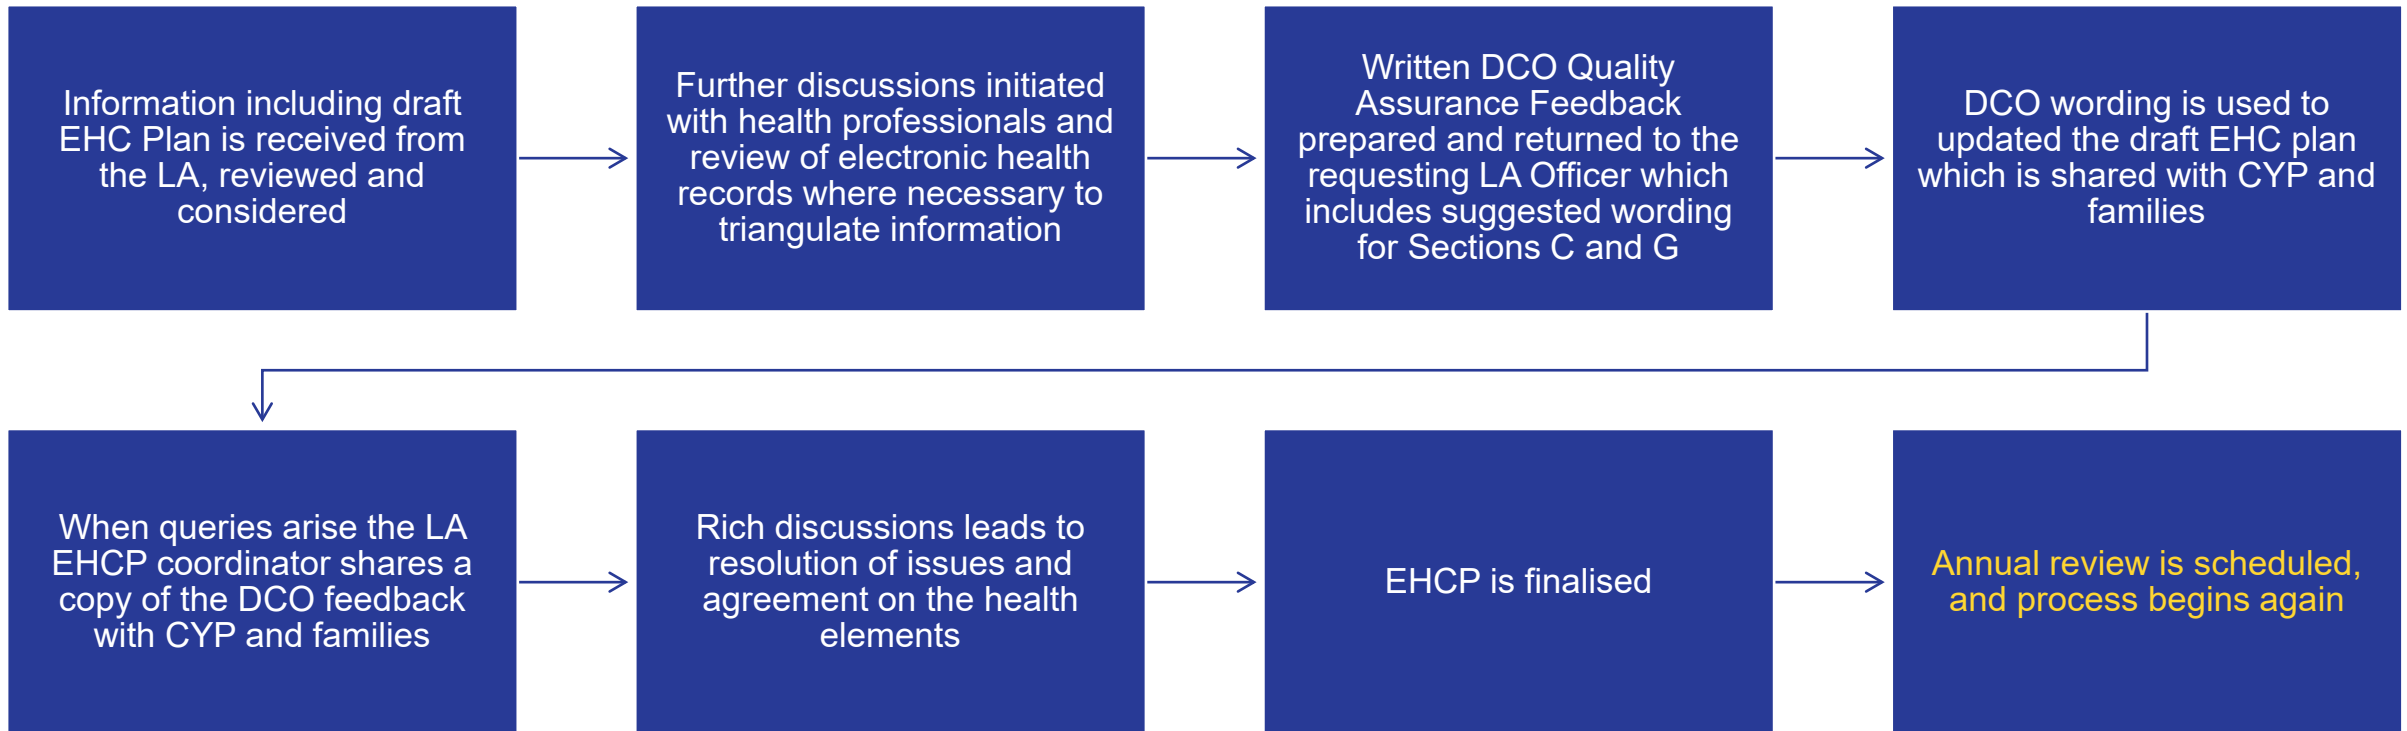 Information including draft
EHC Plan is received from
the LA, reviewed and
considered
Further discussions initiated
with health professionals and
review of electronic health
records where necessary to
triangulate information
Written DCO Quality
Assurance Feedback
prepared and returned to the
requesting LA Officer which
includes suggested wording
for Sections C and G
DCO wording is used to
updated the draft EHC plan
which is shared with CYP and
families
When queries arise the LA
EHCP coordinator shares a
copy of the DCO feedback
with CYP and families
Rich discussions leads to
resolution of issues and
agreement on the health
elements
EHCP is finalised
Annual review is scheduled,
and process begins again